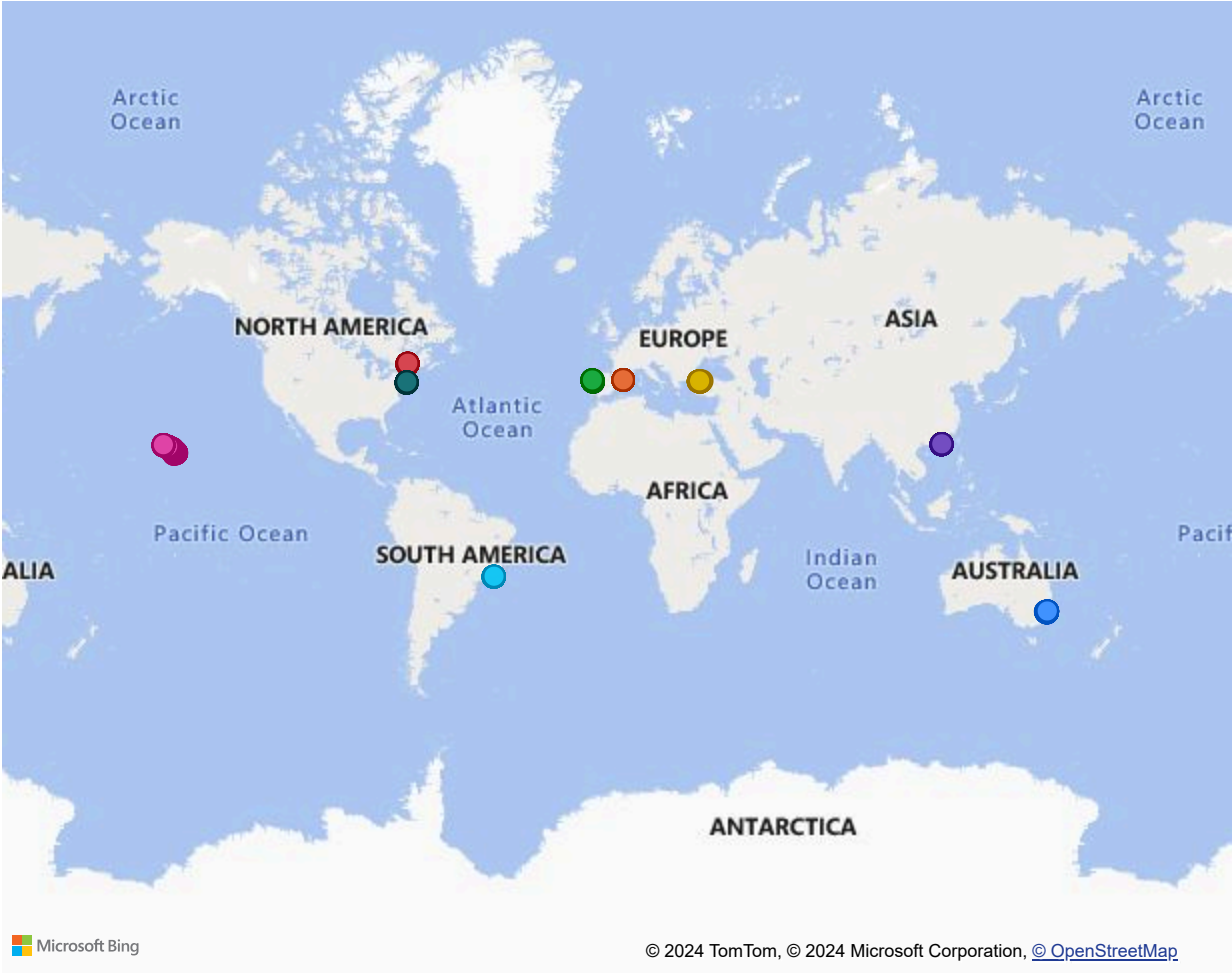 Arctic
Ocean
Arctic
Ocean
NORTH AMERICA
EUROPE
ASIA
Atlantic
Ocean
AFRICA
Pacific Ocean
SOUTH AMERICA
Indian
Ocean
Pacif
ALIA
AUSTRALIA
ANTARCTICA
Microsoft Bing
© 2024 TomTom, © 2024 Microsoft Corporation, © OpenStreetMap